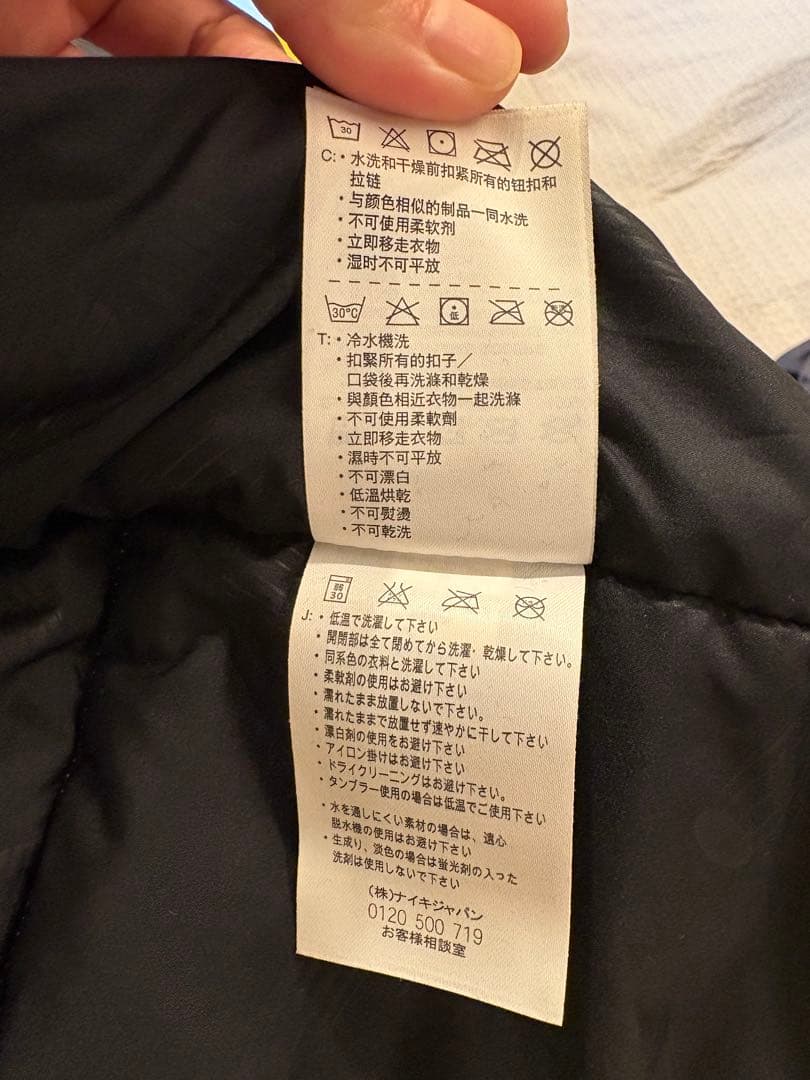 30
C:・水洗和干燥前扣紧所有的钮扣和
拉链
・与颜色相似的制品一同水洗
・不可使用柔软剂
・立即移走衣物
・湿时不可平放
30°C
低
T:・冷水機洗
・扣緊所有的扣子／
口袋後再洗滌和乾燥
・與顏色相近衣物一起洗滌
・不可使用柔軟劑
・立即移走衣物
・濕時不可平放
・不可漂白
・低溫烘乾
・不可熨燙
・不可乾洗
弱
30
J:・低温で洗濯して下さい
・開閉部は全て閉めてから洗濯・乾燥して下さい。
・同系色の衣料と洗濯して下さい
・柔軟剤の使用はお避け下さい
・濡れたまま放置しないで下さい。
・濡れたままで放置せず速やかに干して下さい
・漂白剤の使用をお避け下さい
・アイロン掛けはお避け下さい
・ドライクリーニングはお避け下さい。
・タンブラー使用の場合は低温でご使用下さい
・水を通しにくい素材の場合は、遠心
脱水機の使用はお避け下さい
・生成り、淡色の場合は蛍光剤の入った
洗剤は使用しないで下さい
(株)ナイキジャパン
0120 500 719
お客様相談室